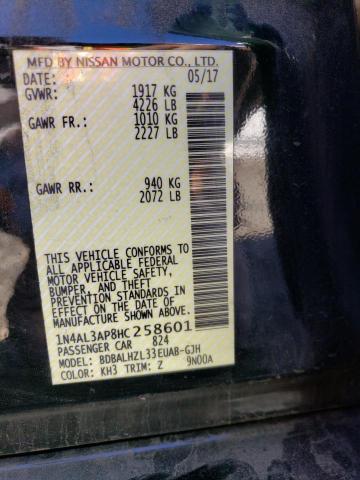 MFD BY NISSAN MOTOR CO., LTD.
DATE: 05/17
GVWR: 1917 KG
4226 LB
GAWR FR.: 1010 KG
2227 LB
GAWR RR.: 940 KG
2072 LB
THIS VEHICLE CONFORMS TO
ALL APPLICABLE FEDERAL
MOTOR VEHICLE SAFETY,
BUMPER, AND THEFT
PREVENTION STANDARDS IN
EFFECT ON THE DATE OF
MANUFACTURE SHOWN ABOVE.
1N4AL3AP8HC258601
PASSENGER CAR 824
MODEL: BDBALHZL33EUAB-GJH
COLOR: KH3 TRIM: Z 9N00A